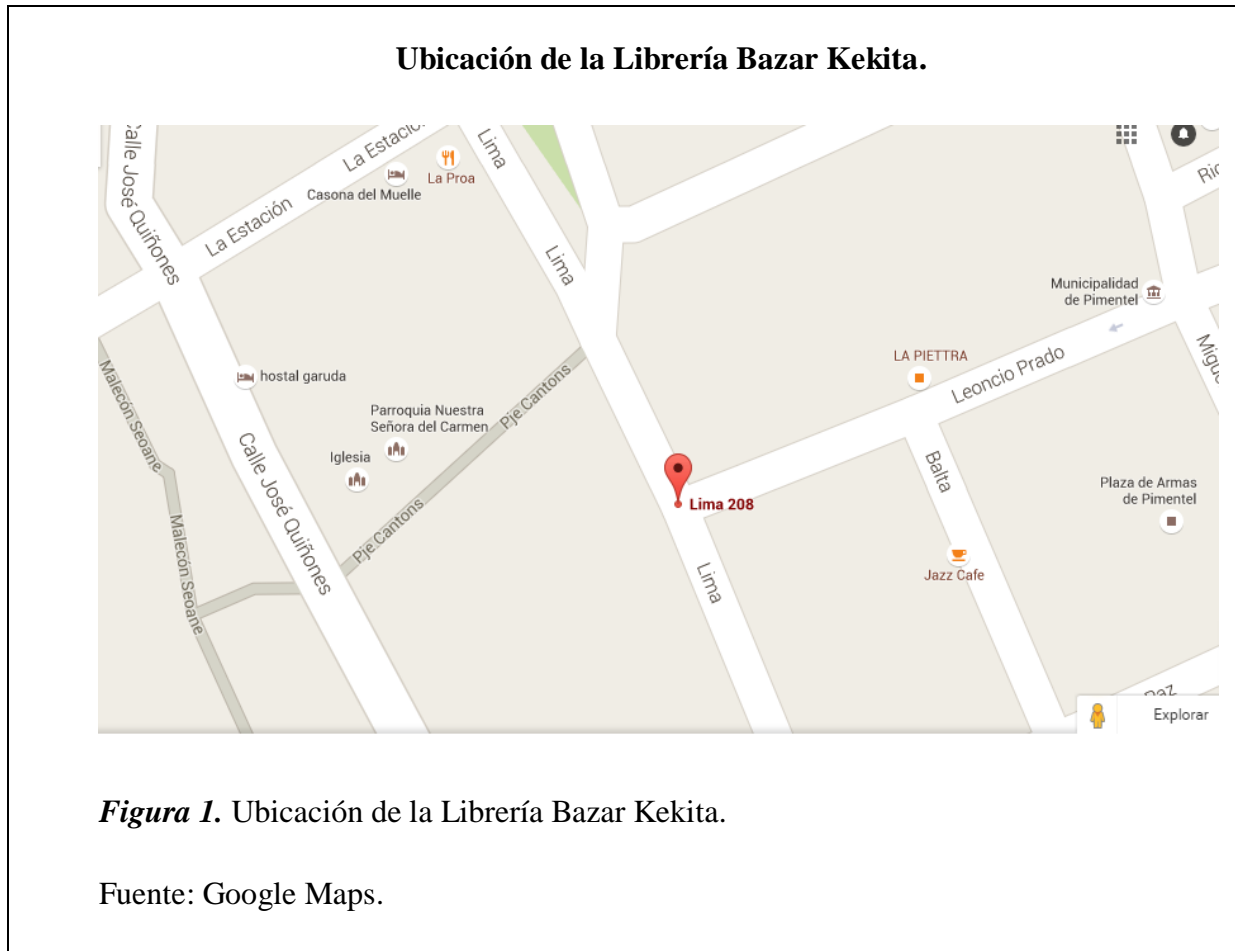 Ubicación de la Librería Bazar Kekita.
Calle José Quiñones
La Estación
La Estación
Casona del Muelle
La Proa
Lima
Lima
Municipalidad
de Pimentel
LA PIETTRA
Leoncio Prado
Malecón Seoane
hostal garuda
Parroquia Nuestra
Señora del Carmen
Pje Cantons
Iglesia
Calle José Quiñones
Pje Cantons
Malecón Seoane
Lima 208
Balta
Plaza de Armas
de Pimentel
Jazz Cafe
Lima
Explorar
Figura 1. Ubicación de la Librería Bazar Kekita.
Fuente: Google Maps.